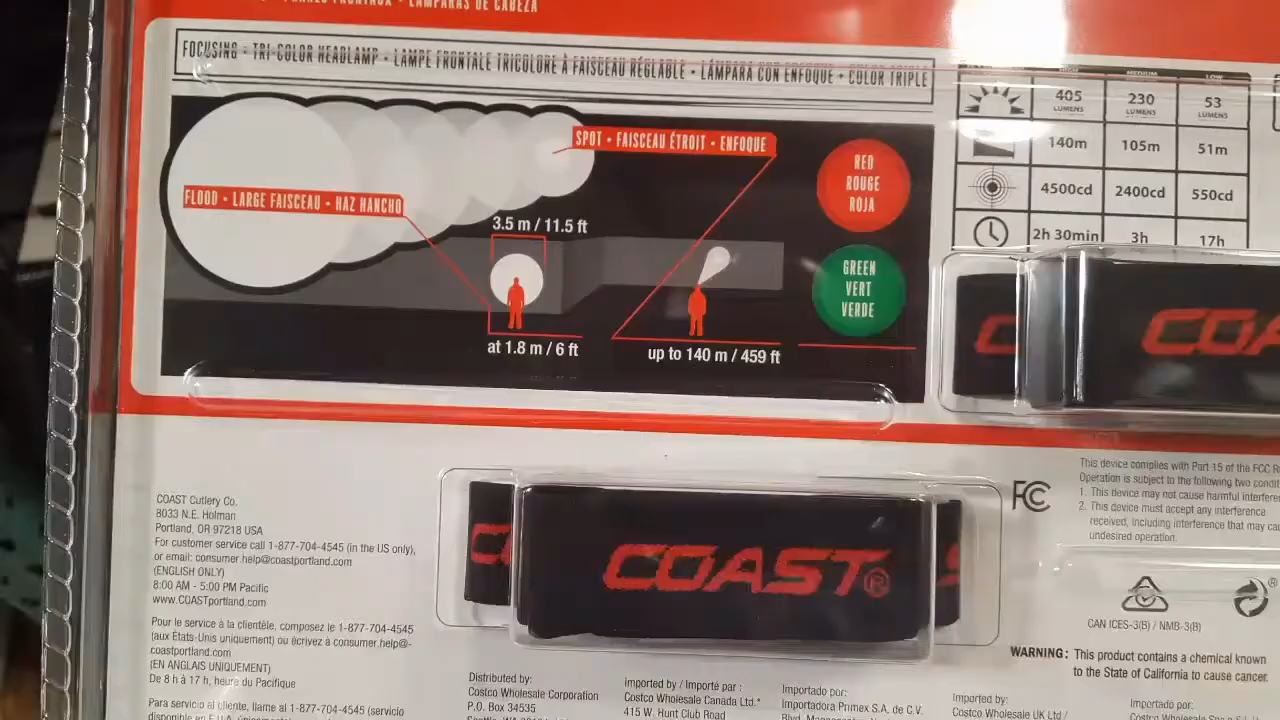 LÁMPARAS DE CABEZA
FOCUSING • TRI-COLOR HEADLAMP • LAMPE FRONTALE TRICOLORE À FAISCEAU RÉGLABLE • LÁMPARA CON ENFOQUE • COLOR TRIPLE
SPOT • FAISCEAU ÉTROIT • ENFOQUE
FLOOD • LARGE FAISCEAU • HAZ HANCHO
3.5 m / 11.5 ft
at 1.8 m / 6 ft
up to 140 m / 459 ft
RED
ROUGE
ROJA
GREEN
VERT
VERDE
MEDIUM LOW
405 230 53
LUMENS LUMENS LUMENS
140m 105m 51m
4500cd 2400cd 550cd
2h 30min 3h 17h
COAST Cutlery Co.
8033 N.E. Holman
Portland, OR 97218 USA
For customer service call 1-877-704-4545 (in the US only),
or email: consumer.help@coastportland.com
(ENGLISH ONLY)
8:00 AM - 5:00 PM Pacific
www.COASTportland.com
Pour le service à la clientèle, composez le 1-877-704-4545
(aux États-Unis uniquement) ou écrivez à consumer.help@-
coastportland.com
(EN ANGLAIS UNIQUEMENT)
De 8 h à 17 h, heure du Pacifique
Para servicio al cliente, llame al 1-877-704-4545 (servicio
disponible en
COAST®
FC
This device complies with Part 15 of the FCC
Operation is subject to the following two
1. This device may not cause harmful
2. This device must accept any interference
received, including interference that may
undesired operation.
CAN ICES-3(B) / NMB-3(B)
WARNING: This product contains a chemical known
to the State of California to cause cancer.
Distributed by:
Costco Wholesale Corporation
P.O. Box 34535
Imported by / Importé par :
Costco Wholesale Canada Ltd.*
415 W. Hunt Club Road
Importado por:
Importadora Primex S.A. de C.V.
Imported by:
Costco Wholesale UK Ltd /
Importado por:
Costco Wholesale